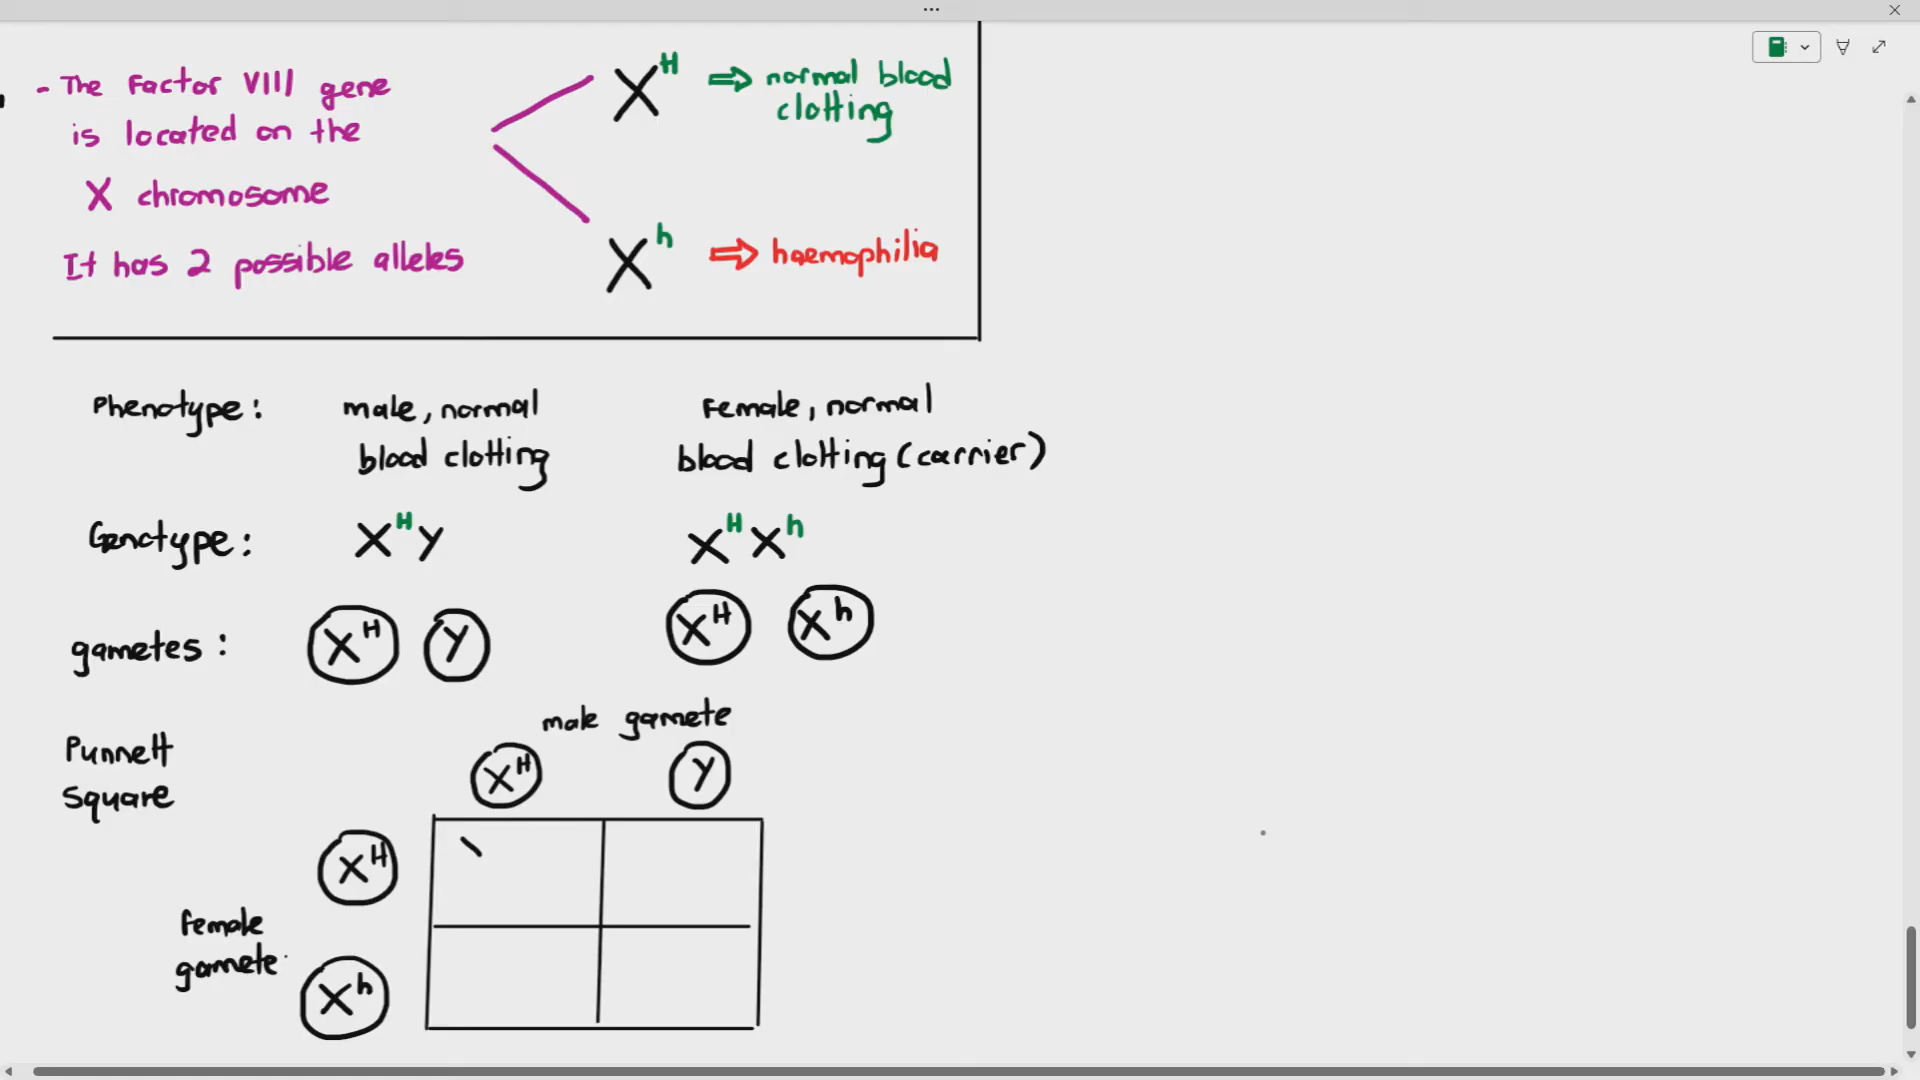 - The Factor VIII gene
is located on the
X chromosome
It has 2 possible alleles
X^H ⇒ normal blood
clotting
X^h ⇒ haemophilia
Phenotype: male, normal female, normal
blood clotting blood clotting (carrier)
Genotype: X^H Y X^H X^h
gametes: X^H Y X^H X^h
male gamete
Punnett
Square
X^H Y
X^H
female
gamete
X^h